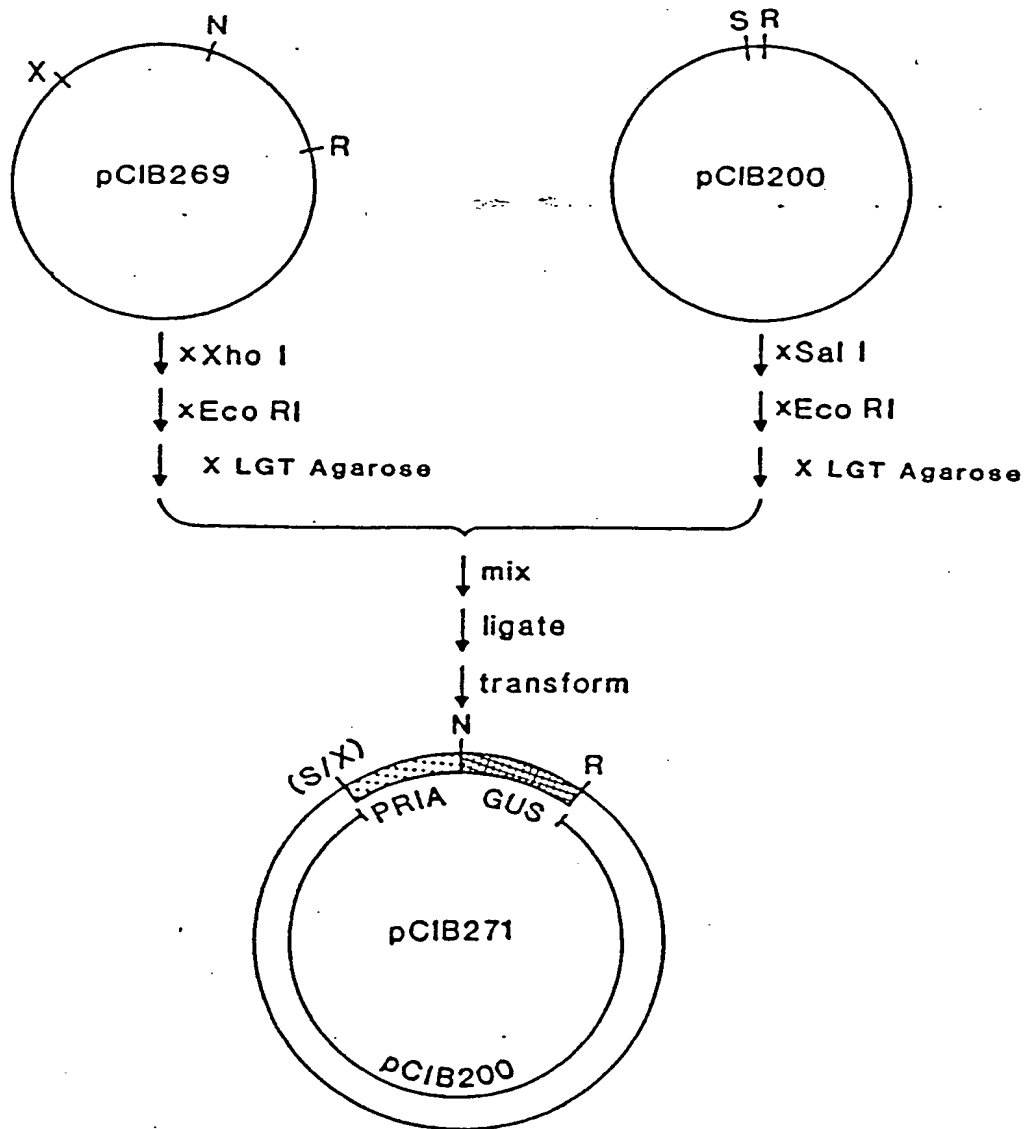 N
X
R
pCIB269
S R
pCIB200
xXho I
xEco RI
X LGT Agarose
xSal I
xEco RI
X LGT Agarose
mix
ligate
transform
N
(S/X)
R
PRIA
GUS
pCIB271
pCIB200